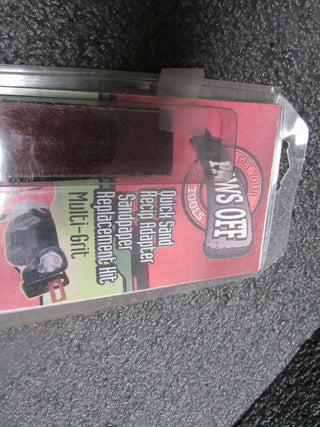 GET YOUR
PAWS OFF
TOOLS
Quick Sand
Recip Adapter
Sandpaper
Replacement Kit
Multi-Grit